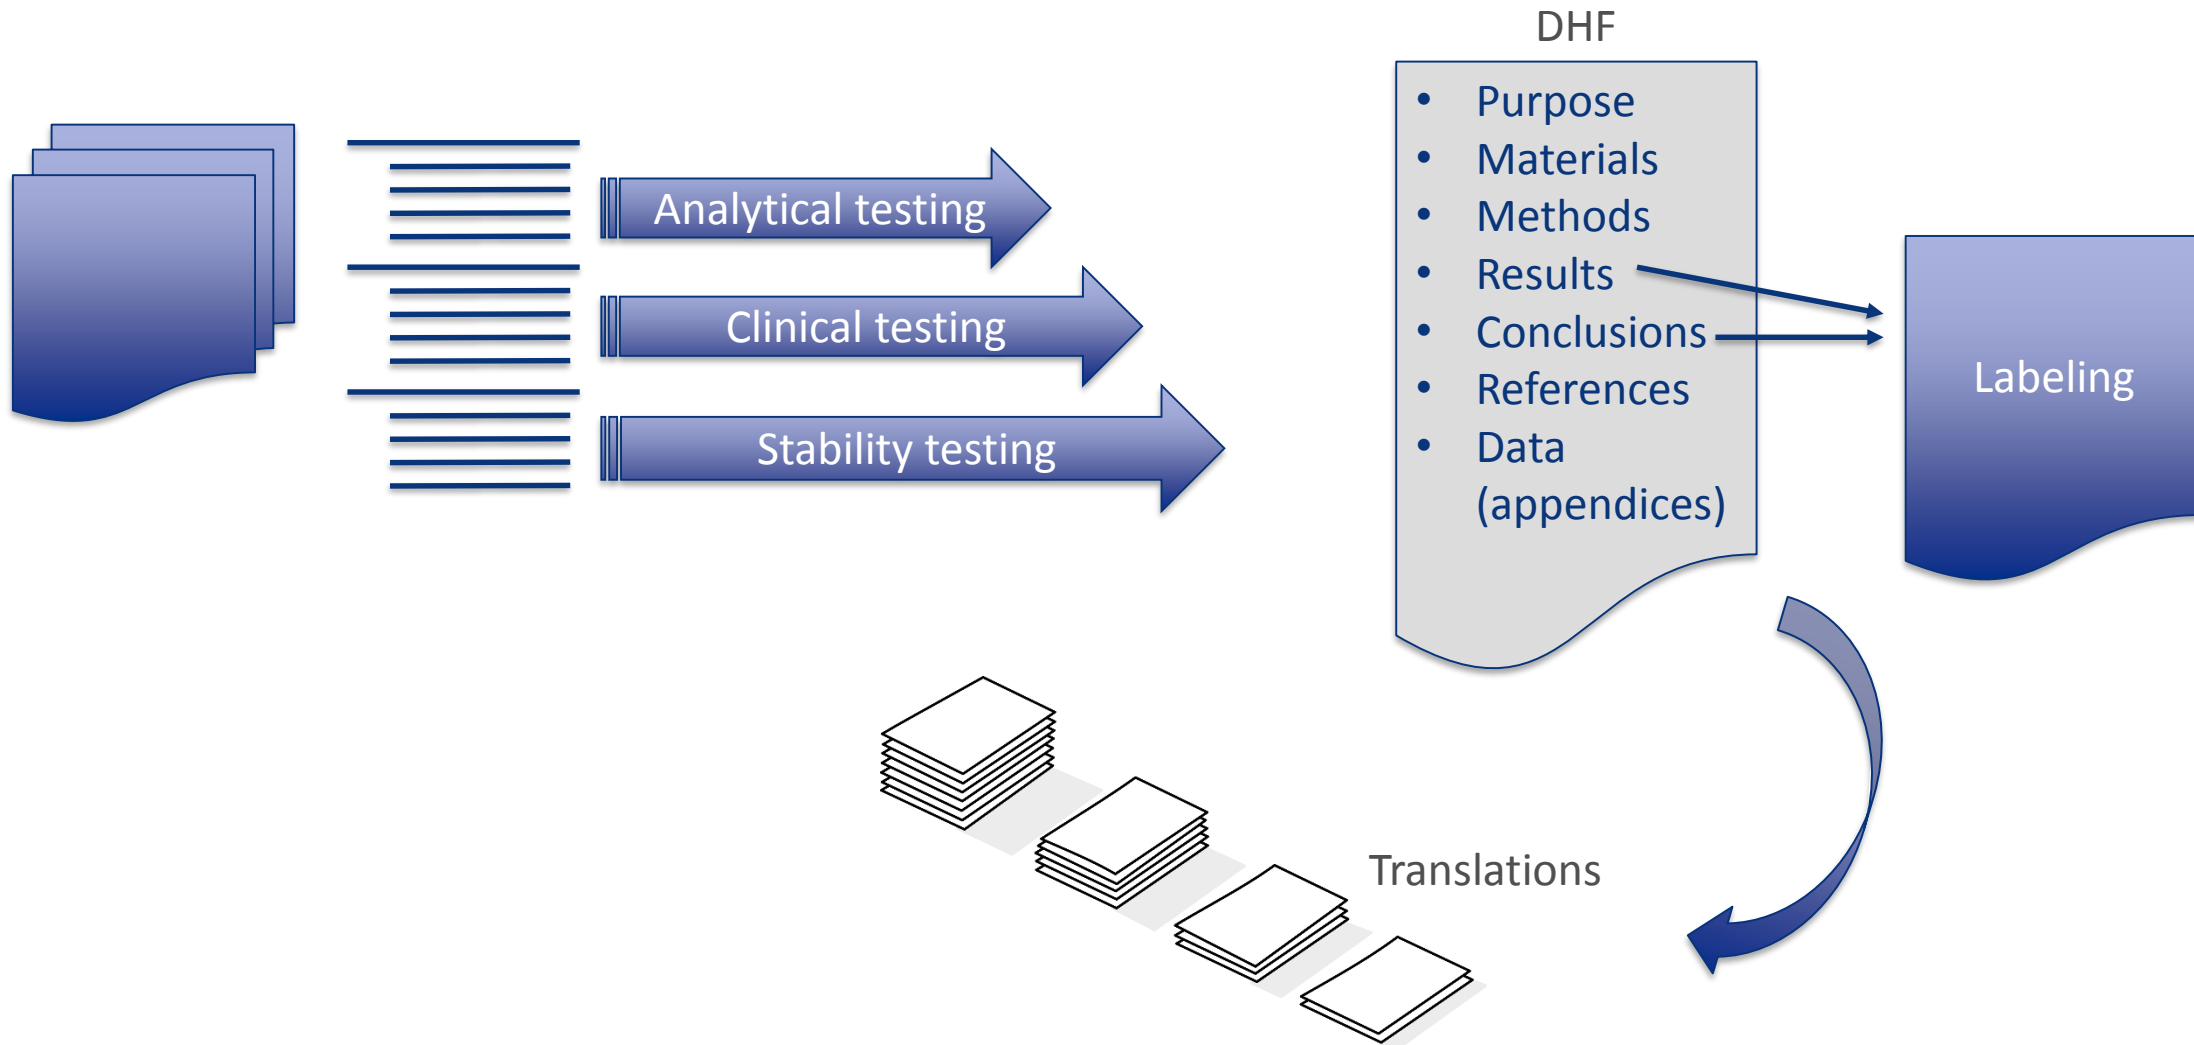 DHF
• Purpose
• Materials
• Methods
• Results
• Conclusions
• References
• Data
(appendices)
Analytical testing
Clinical testing
Stability testing
Labeling
Translations